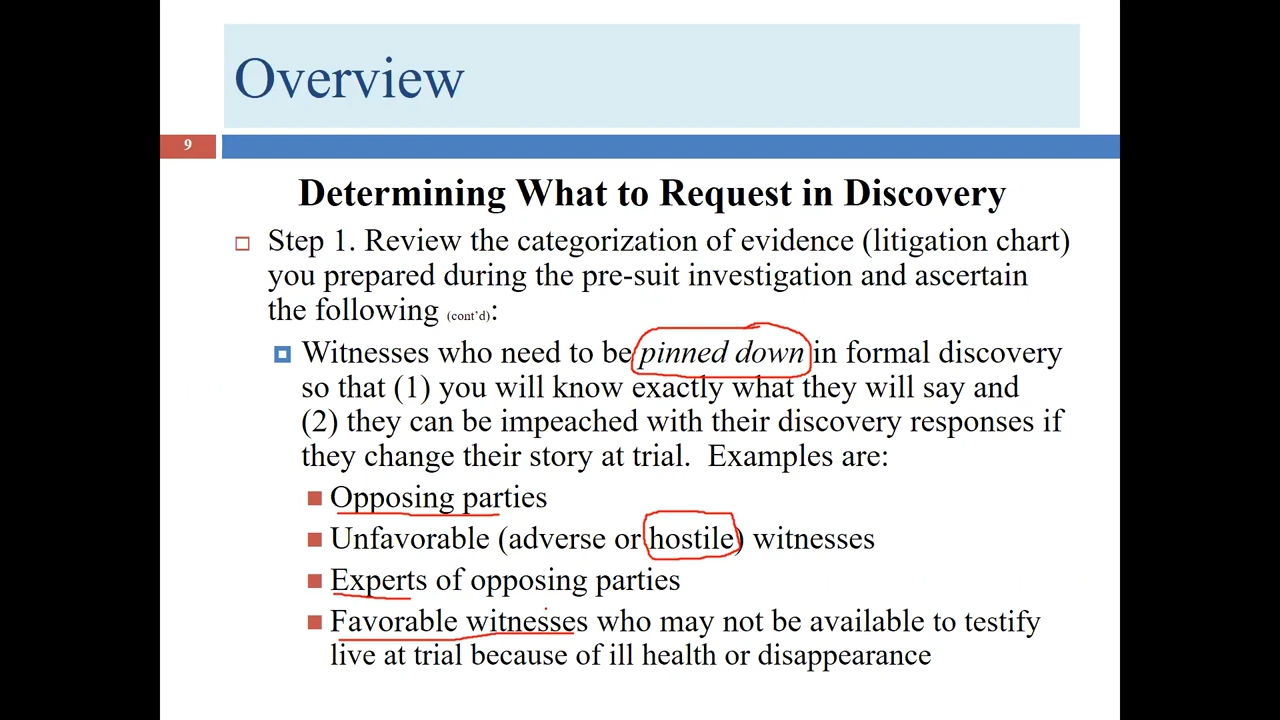 Overview
9
Determining What to Request in Discovery
Step 1. Review the categorization of evidence (litigation chart)
you prepared during the pre-suit investigation and ascertain
the following (cont'd):
Witnesses who need to be pinned down in formal discovery
so that (1) you will know exactly what they will say and
(2) they can be impeached with their discovery responses if
they change their story at trial.  Examples are:
Opposing parties
Unfavorable (adverse or hostile) witnesses
Experts of opposing parties
Favorable witnesses who may not be available to testify
live at trial because of ill health or disappearance